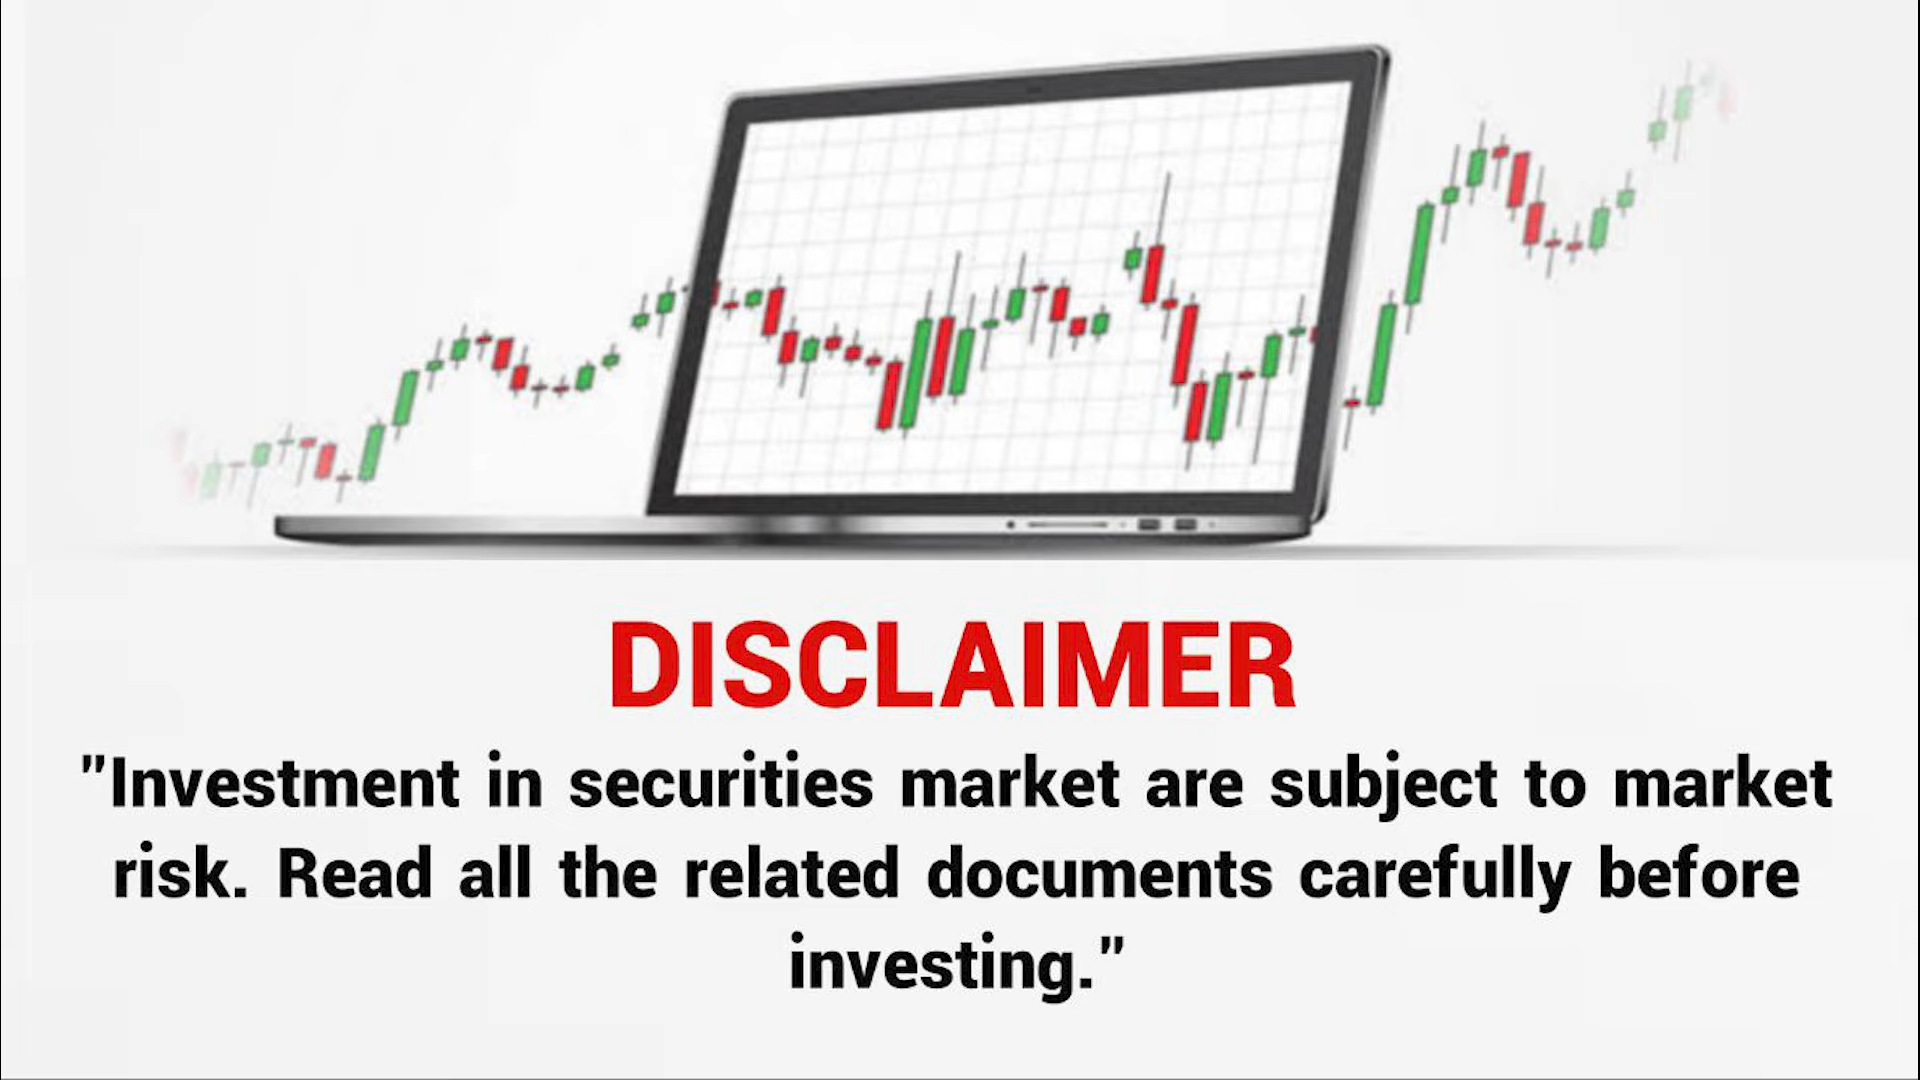 DISCLAIMER
"Investment in securities market are subject to market
risk. Read all the related documents carefully before
investing."